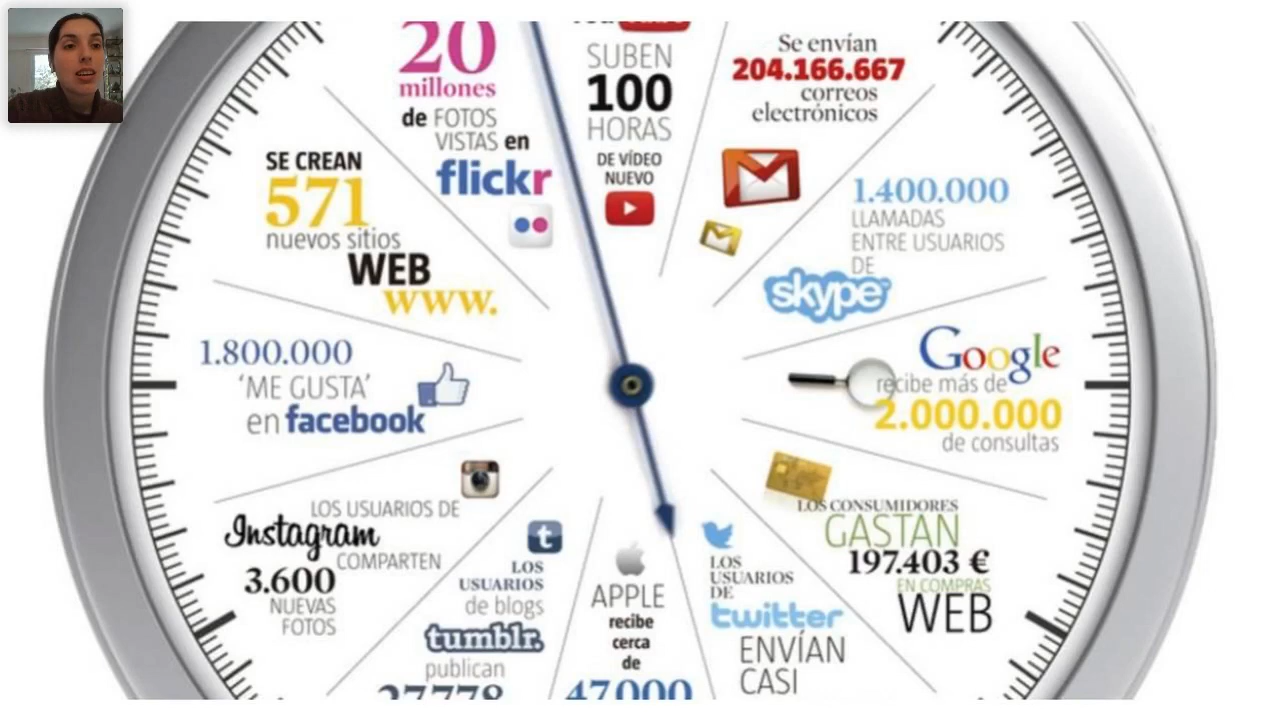 20
millones
de FOTOS
VISTAS en
flickr
SUBEN
100
HORAS
DE VÍDEO
NUEVO
Se envían
204.166.667
correos
electrónicos
SE CREAN
571
nuevos sitios
WEB
www.
1.400.000
LLAMADAS
ENTRE USUARIOS
DE
skype
1.800.000
‘ME GUSTA’
en facebook
Google
recibe más de
2.000.000
de consultas
LOS USUARIOS DE
Instagram
COMPARTEN
3.600
NUEVAS
FOTOS
t
LOS
USUARIOS
de blogs
tumblr.
publican
27.778
APPLE
recibe
cerca
de
47.000
LOS
USUARIOS
DE
twitter
ENVÍAN
CASI
LOS CONSUMIDORES
GASTAN
197.403 €
EN COMPRAS
WEB